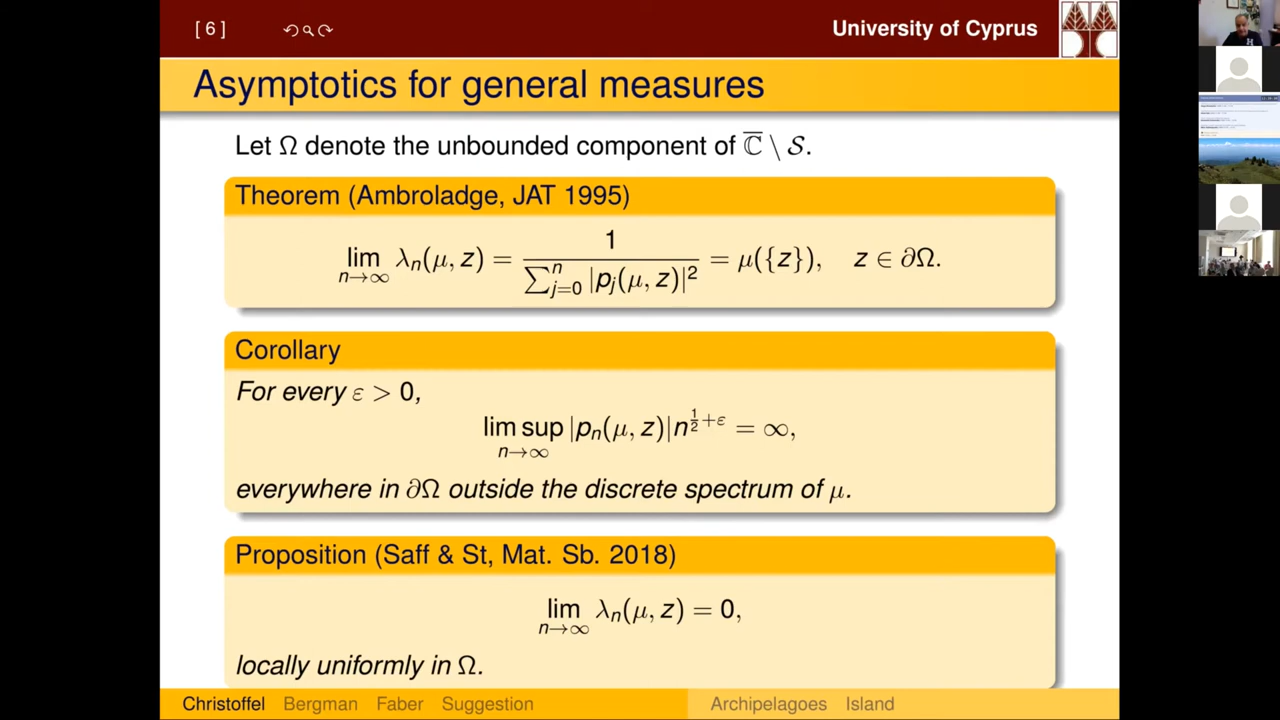 [ 6 ]
University of Cyprus
Asymptotics for general measures
Let Ω denote the unbounded component of ℂ̅ \ 𝒮.
Theorem (Ambroladge, JAT 1995)
lim_{n→∞} λ_n(μ, z) = 1 / ∑_{j=0}^{n} |p_j(μ, z)|² = μ({z}), z ∈ ∂Ω.
Corollary
For every ε > 0,
lim sup_{n→∞} |p_n(μ, z)| n^{1/2+ε} = ∞,
everywhere in ∂Ω outside the discrete spectrum of μ.
Proposition (Saff & St, Mat. Sb. 2018)
lim_{n→∞} λ_n(μ, z) = 0,
locally uniformly in Ω.
Christoffel Bergman Faber Suggestion Archipelagoes Island